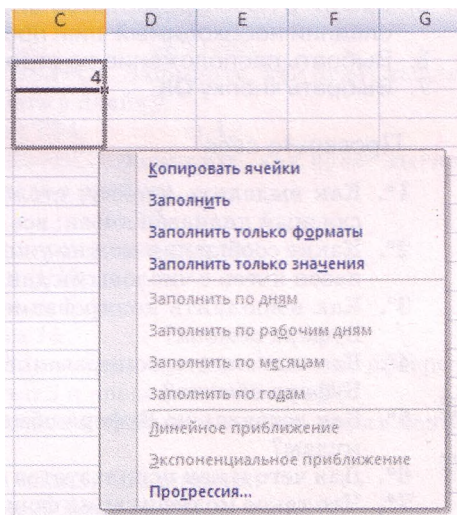 C D E F G
4
Копировать ячейки
Заполнить
Заполнить только форматы
Заполнить только значения
Заполнить по дням
Заполнить по рабочим дням
Заполнить по месяцам
Заполнить по годам
Линейное приближение
Экспоненциальное приближение
Прогрессия...